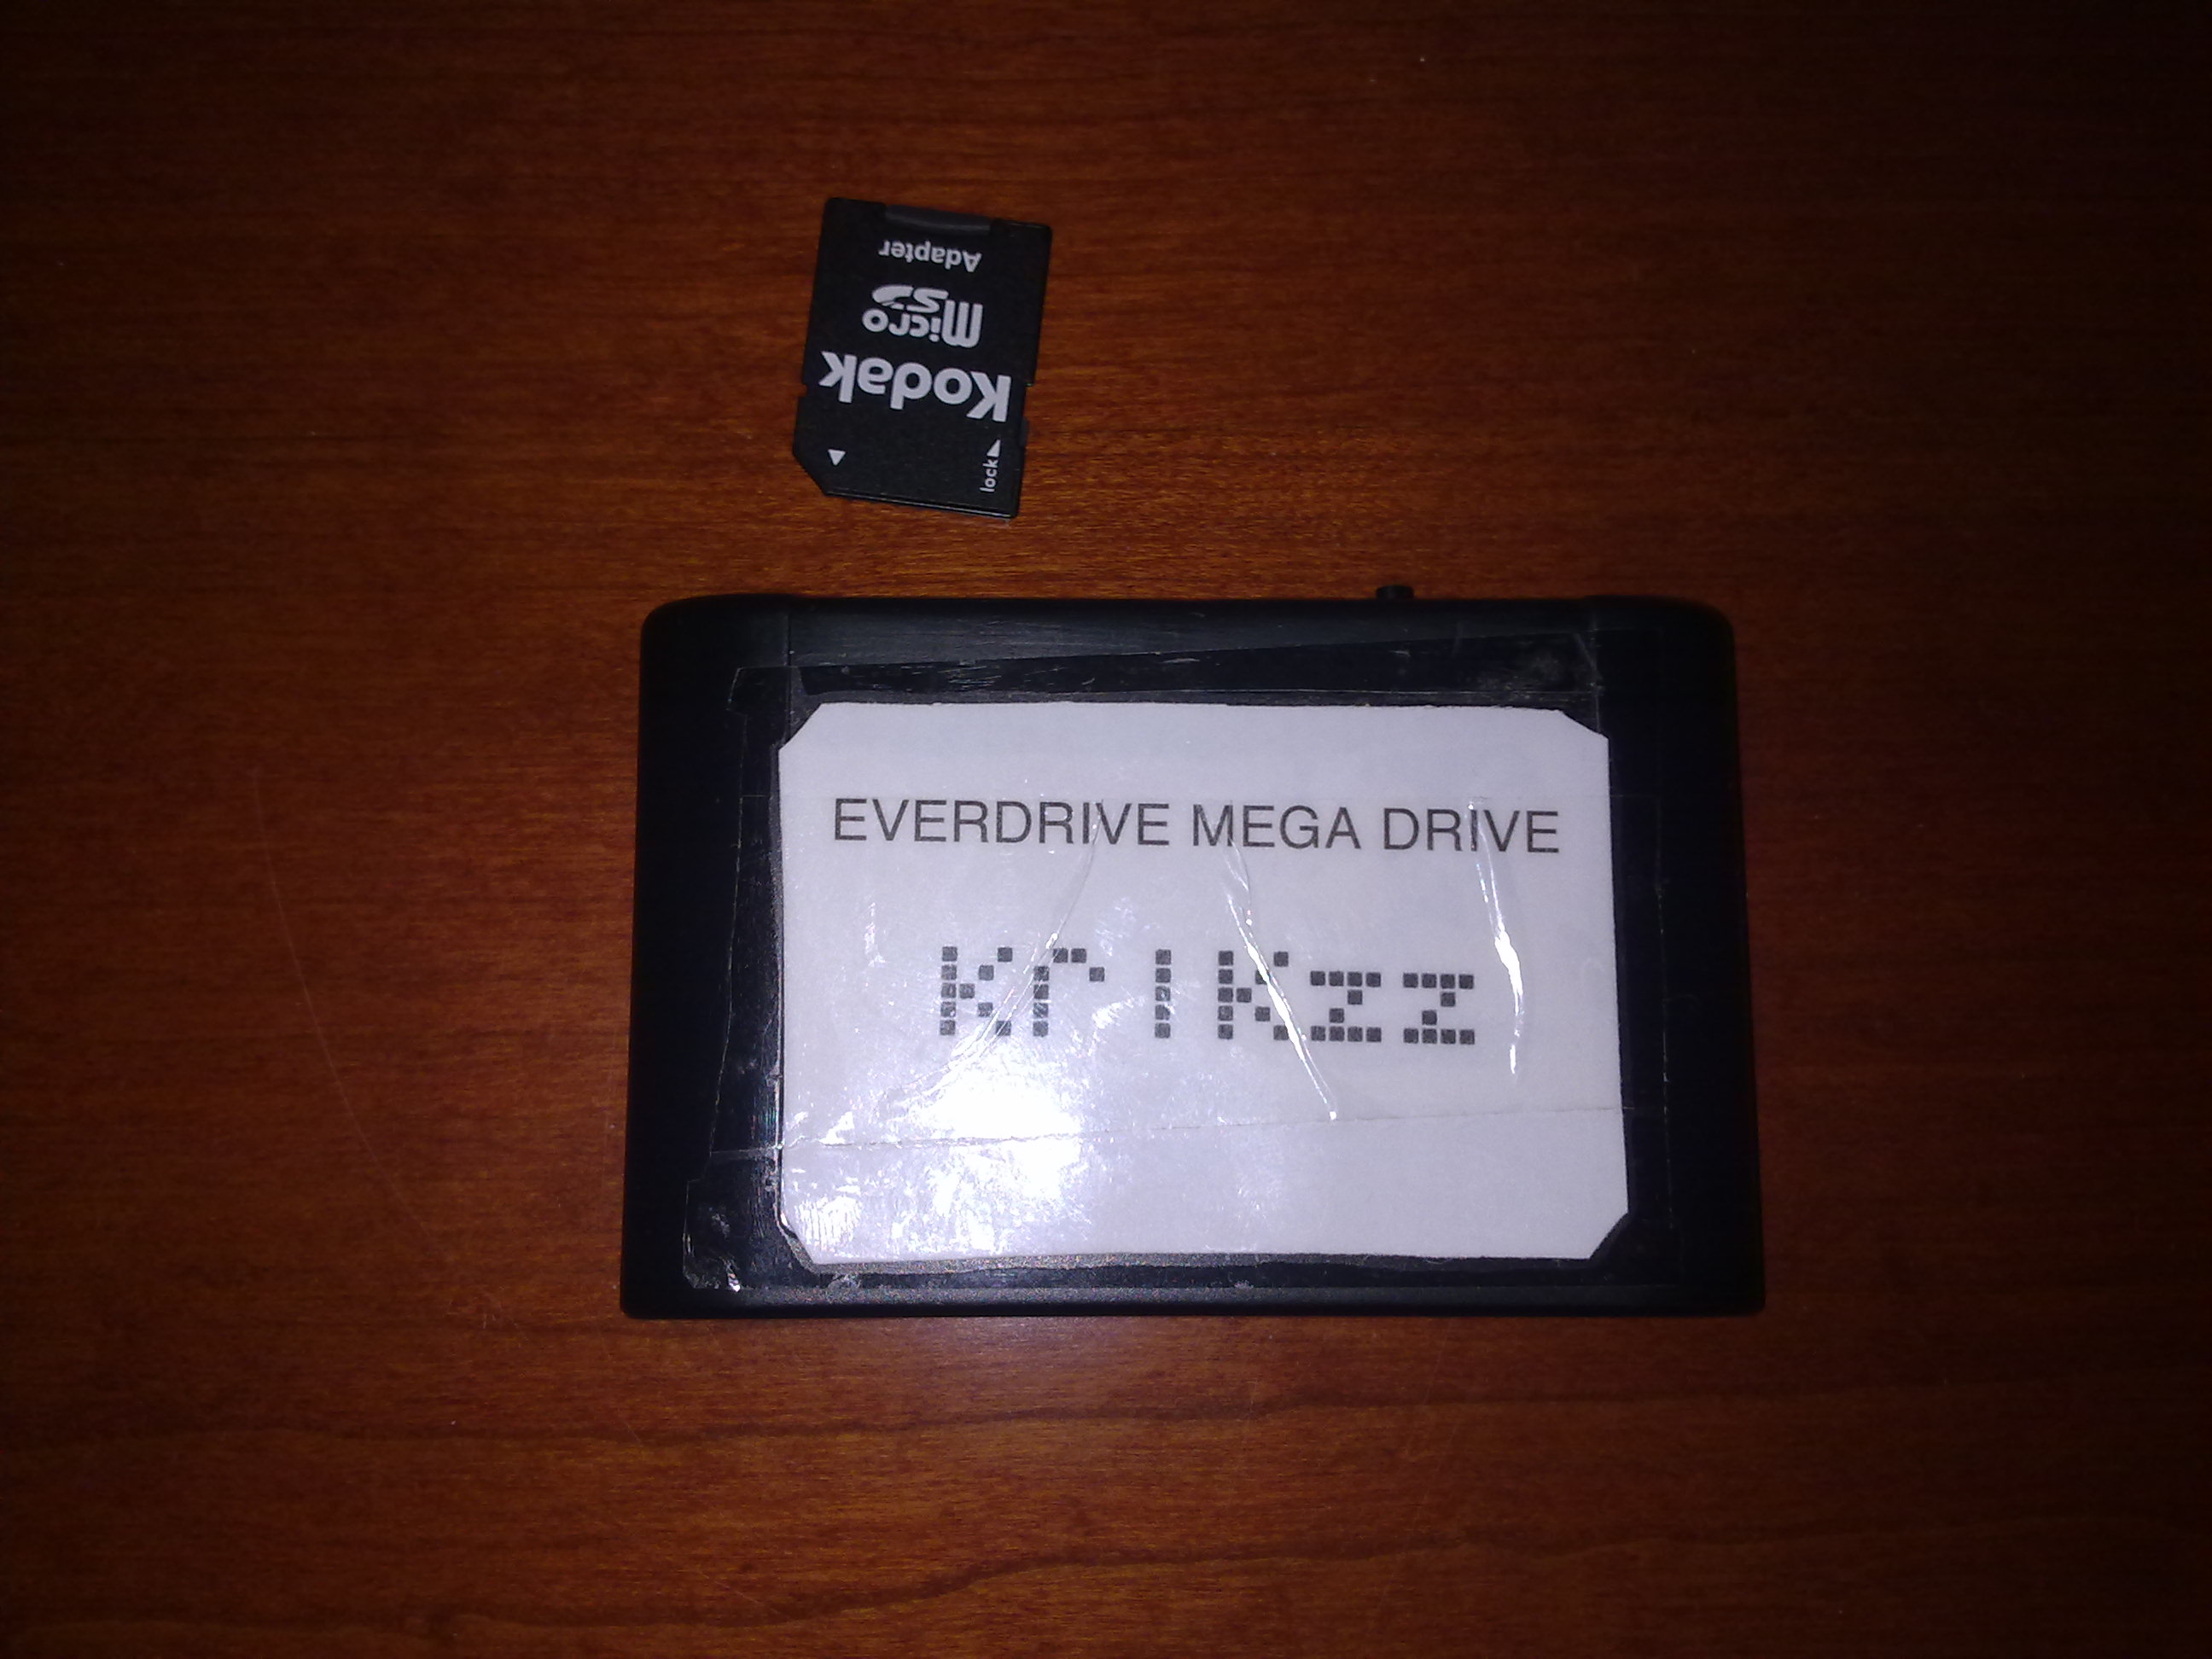 Kodak
Micro SD
Adapter
lock
EVERDRIVE MEGA DRIVE
KrIKzz